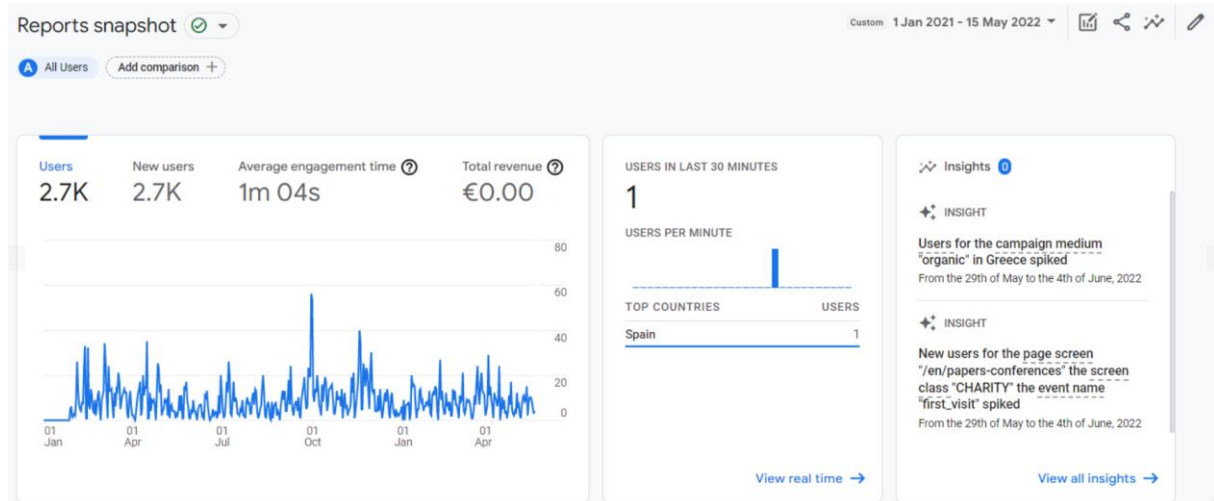 Reports snapshot
Custom 1 Jan 2021 - 15 May 2022
A All Users
Add comparison +
Users
New users
Average engagement time
Total revenue
2.7K
2.7K
1m 04s
€0.00
80
60
40
20
0
01 Jan
01 Apr
01 Jul
01 Oct
01 Jan
01 Apr
USERS IN LAST 30 MINUTES
1
USERS PER MINUTE
TOP COUNTRIES USERS
Spain 1
View real time →
Insights 0
INSIGHT
Users for the campaign medium
"organic" in Greece spiked
From the 29th of May to the 4th of June, 2022
INSIGHT
New users for the page screen
"/en/papers-conferences" the screen
class "CHARITY" the event name
"first_visit" spiked
From the 29th of May to the 4th of June, 2022
View all insights →